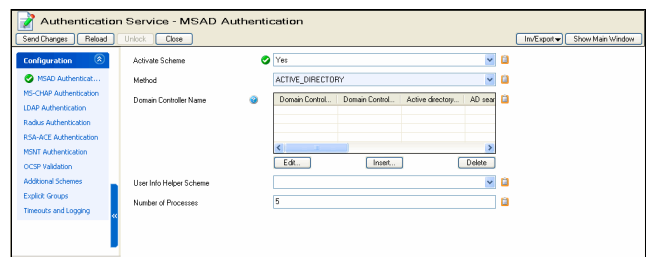 Authentication Service - MSAD Authentication
Send Changes Reload Unlock Close Im/Export Show Main Window
Configuration
MSAD Authenticat...
MS-CHAP Authentication
LDAP Authentication
Radius Authentication
RSA-ACE Authentication
MSNT Authentication
OCSP Validation
Additional Schemes
Explicit Groups
Timeouts and Logging
Activate Scheme Yes
Method ACTIVE_DIRECTORY
Domain Controller Name
Domain Control... Domain Control... Active directory... AD sear
Edit... Insert... Delete
User Info Helper Scheme
Number of Processes 5